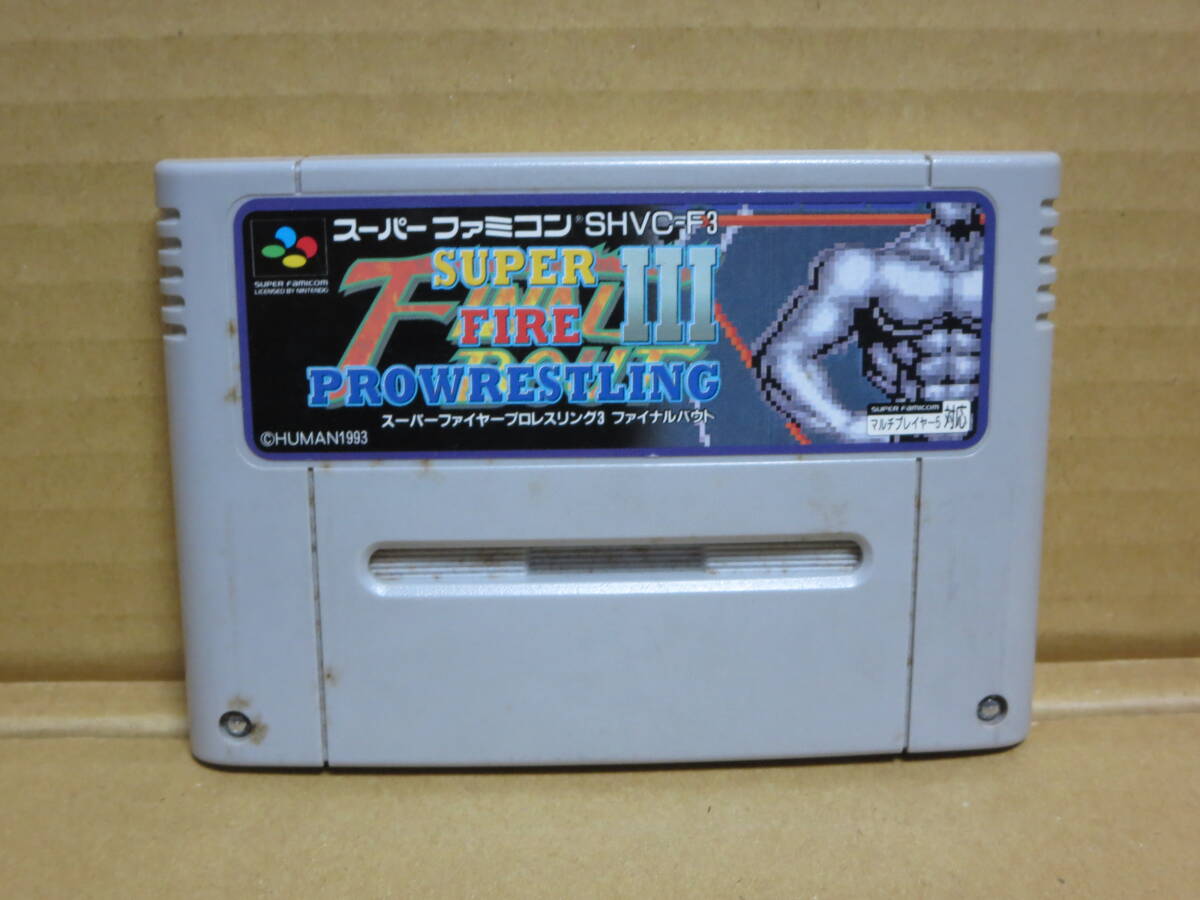 スーパーファミコン® SHVC-F3
SUPER FAMICOM
LICENSED BY NINTENDO
FINAL BOUT
SUPER
FIRE III
PROWRESTLING
スーパーファイヤープロレスリング3 ファイナルバウト
©HUMAN1993
SUPER FAMICOM
マルチプレイヤー5 対応